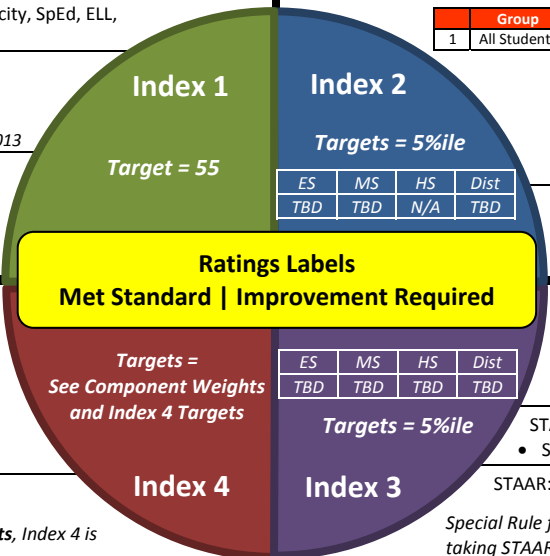 city, SpEd, ELL,
Group
1 All Student
013
Index 1
Target = 55
Index 2
Targets = 5%ile
ES MS HS Dist
TBD TBD N/A TBD
Ratings Labels
Met Standard | Improvement Required
Targets =
See Component Weights
and Index 4 Targets
Index 4
ES MS HS Dist
TBD TBD TBD TBD
Targets = 5%ile
Index 3
ts, Index 4 is
STA
• S
STAAR:
Special Rule f
taking STAAR